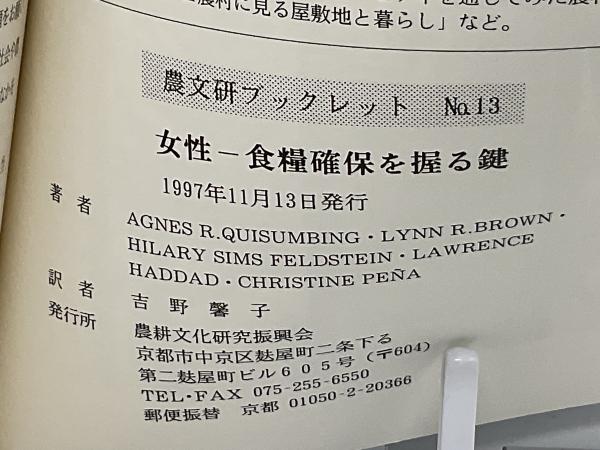 農村に見る屋敷地と暮らし」など。
農文研ブックレット No.13
女性－食糧確保を握る鍵
1997年11月13日発行
著者 AGNES R.QUISUMBING・LYNN R.BROWN・
HILARY SIMS FELDSTEIN・LAWRENCE
HADDAD・CHRISTINE PEÑA
訳者 吉野馨子
発行所 農耕文化研究振興会
京都市中京区麸屋町二条下る
第二麸屋町ビル605号（〒604）
TEL・FAX 075-255-6550
郵便振替 京都 01050-2-20366